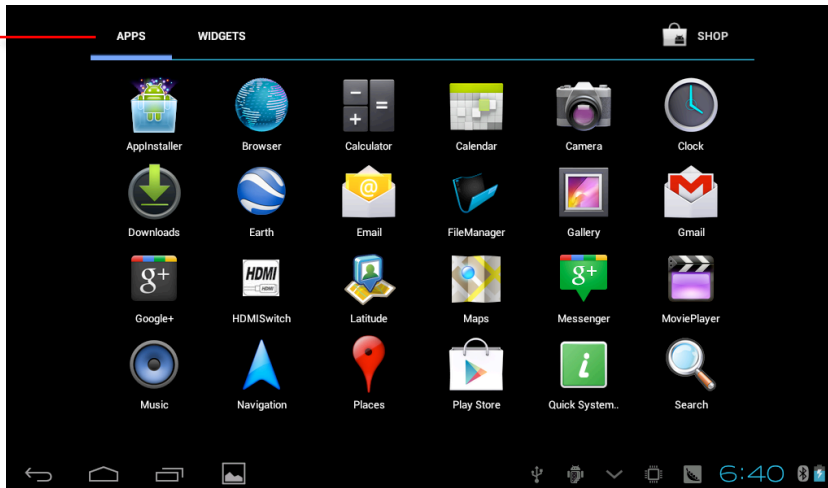 APPS WIDGETS SHOP
AppInstaller Browser Calculator Calendar Camera Clock
Downloads Earth Email FileManager Gallery Gmail
g+ HDMI g+
Google+ HDMISwitch Latitude Maps Messenger MoviePlayer
Music Navigation Places Play Store Quick System.. Search
6:40